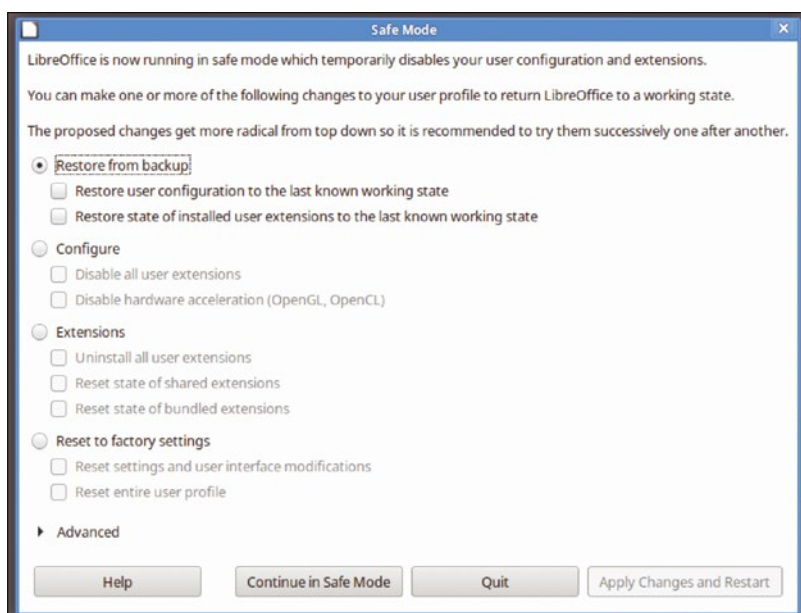 Safe Mode
LibreOffice is now running in safe mode which temporarily disables your user configuration and extensions.
You can make one or more of the following changes to your user profile to return LibreOffice to a working state.
The proposed changes get more radical from top down so it is recommended to try them successively one after another.
Restore from backup
Restore user configuration to the last known working state
Restore state of installed user extensions to the last known working state
Configure
Disable all user extensions
Disable hardware acceleration (OpenGL, OpenCL)
Extensions
Uninstall all user extensions
Reset state of shared extensions
Reset state of bundled extensions
Reset to factory settings
Reset settings and user interface modifications
Reset entire user profile
Advanced
Help Continue in Safe Mode Quit Apply Changes and Restart